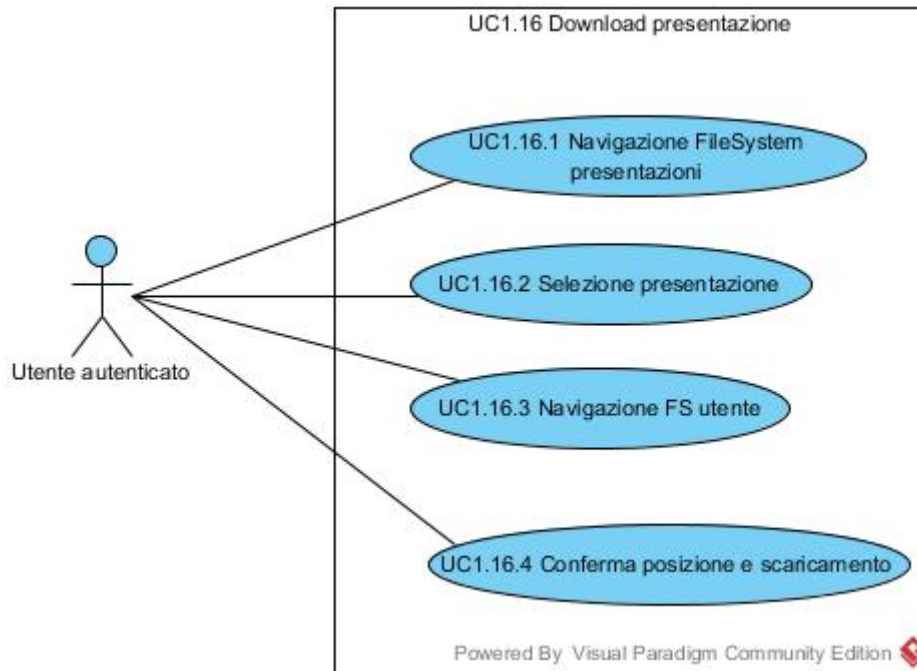 UC1.16 Download presentazione
UC1.16.1 Navigazione FileSystem
presentazioni
UC1.16.2 Selezione presentazione
Utente autenticato
UC1.16.3 Navigazione FS utente
UC1.16.4 Conferma posizione e scaricamento
Powered By Visual Paradigm Community Edition